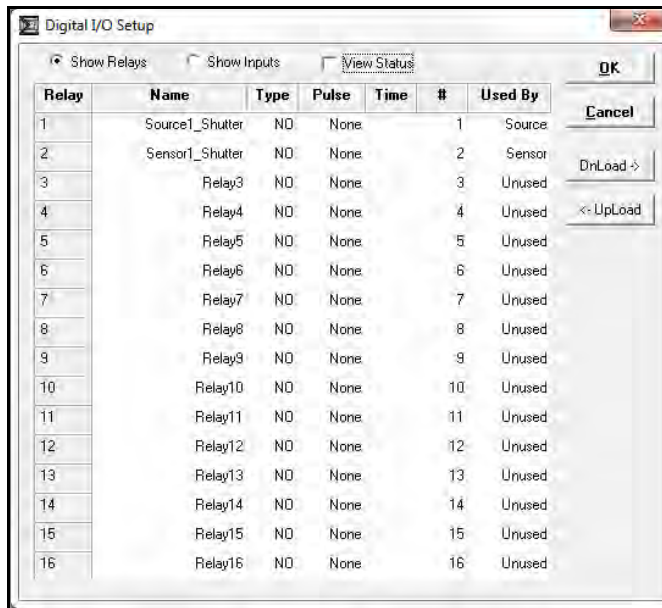 Digital I/O Setup
Show Relays Show Inputs View Status
OK
Cancel
DnLoad ->
<- UpLoad
Relay Name Type Pulse Time # Used By
1 Source1_Shutter NO None 1 Source
2 Sensor1_Shutter NO None 2 Sensor
3 Relay3 NO None 3 Unused
4 Relay4 NO None 4 Unused
5 Relay5 NO None 5 Unused
6 Relay6 NO None 6 Unused
7 Relay7 NO None 7 Unused
8 Relay8 NO None 8 Unused
9 Relay9 NO None 9 Unused
10 Relay10 NO None 10 Unused
11 Relay11 NO None 11 Unused
12 Relay12 NO None 12 Unused
13 Relay13 NO None 13 Unused
14 Relay14 NO None 14 Unused
15 Relay15 NO None 15 Unused
16 Relay16 NO None 16 Unused